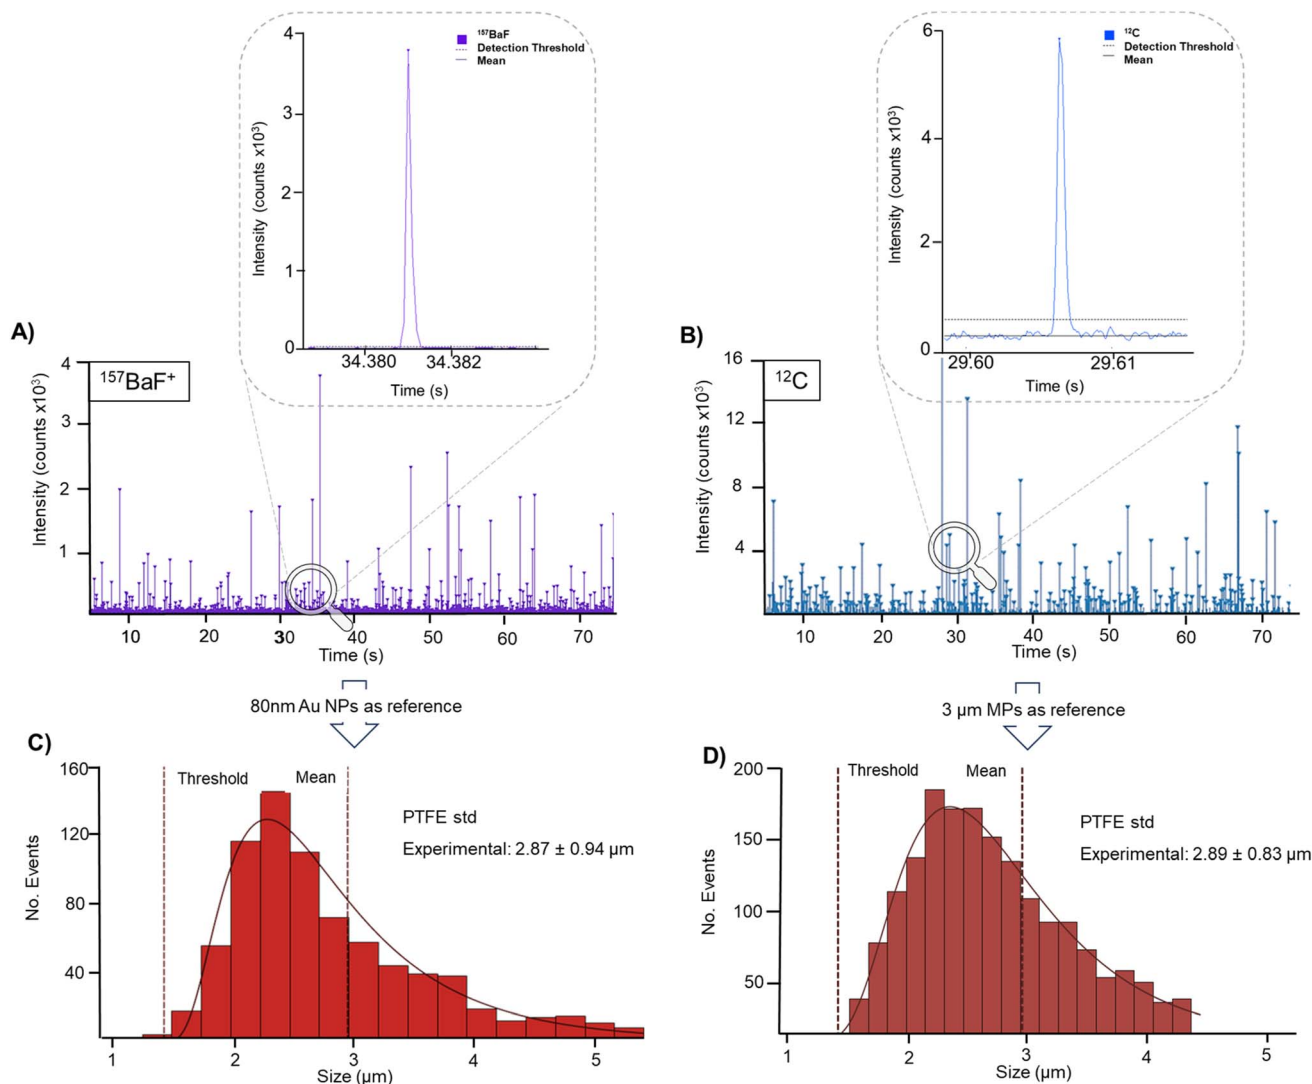 4
3
2
1
0
Intensity (counts x10³)
¹⁵⁷BaF
Detection Threshold
Mean
34.380
34.382
Time (s)
6
4
2
0
Intensity (counts x10³)
¹²C
Detection Threshold
Mean
29.60
29.61
Time (s)
A)
4
3
2
1
Intensity (counts x10³)
¹⁵⁷BaF⁺
10
20
30
40
50
60
70
Time (s)
B)
16
12
8
4
Intensity (counts x10³)
¹²C
10
20
30
40
50
60
70
Time (s)
80nm Au NPs as reference
3 µm MPs as reference
C)
160
120
80
40
No. Events
Threshold
Mean
PTFE std
Experimental: 2.87 ± 0.94 µm
1
2
3
4
5
Size (µm)
D)
200
150
100
50
No. Events
Threshold
Mean
PTFE std
Experimental: 2.89 ± 0.83 µm
1
2
3
4
5
Size (µm)